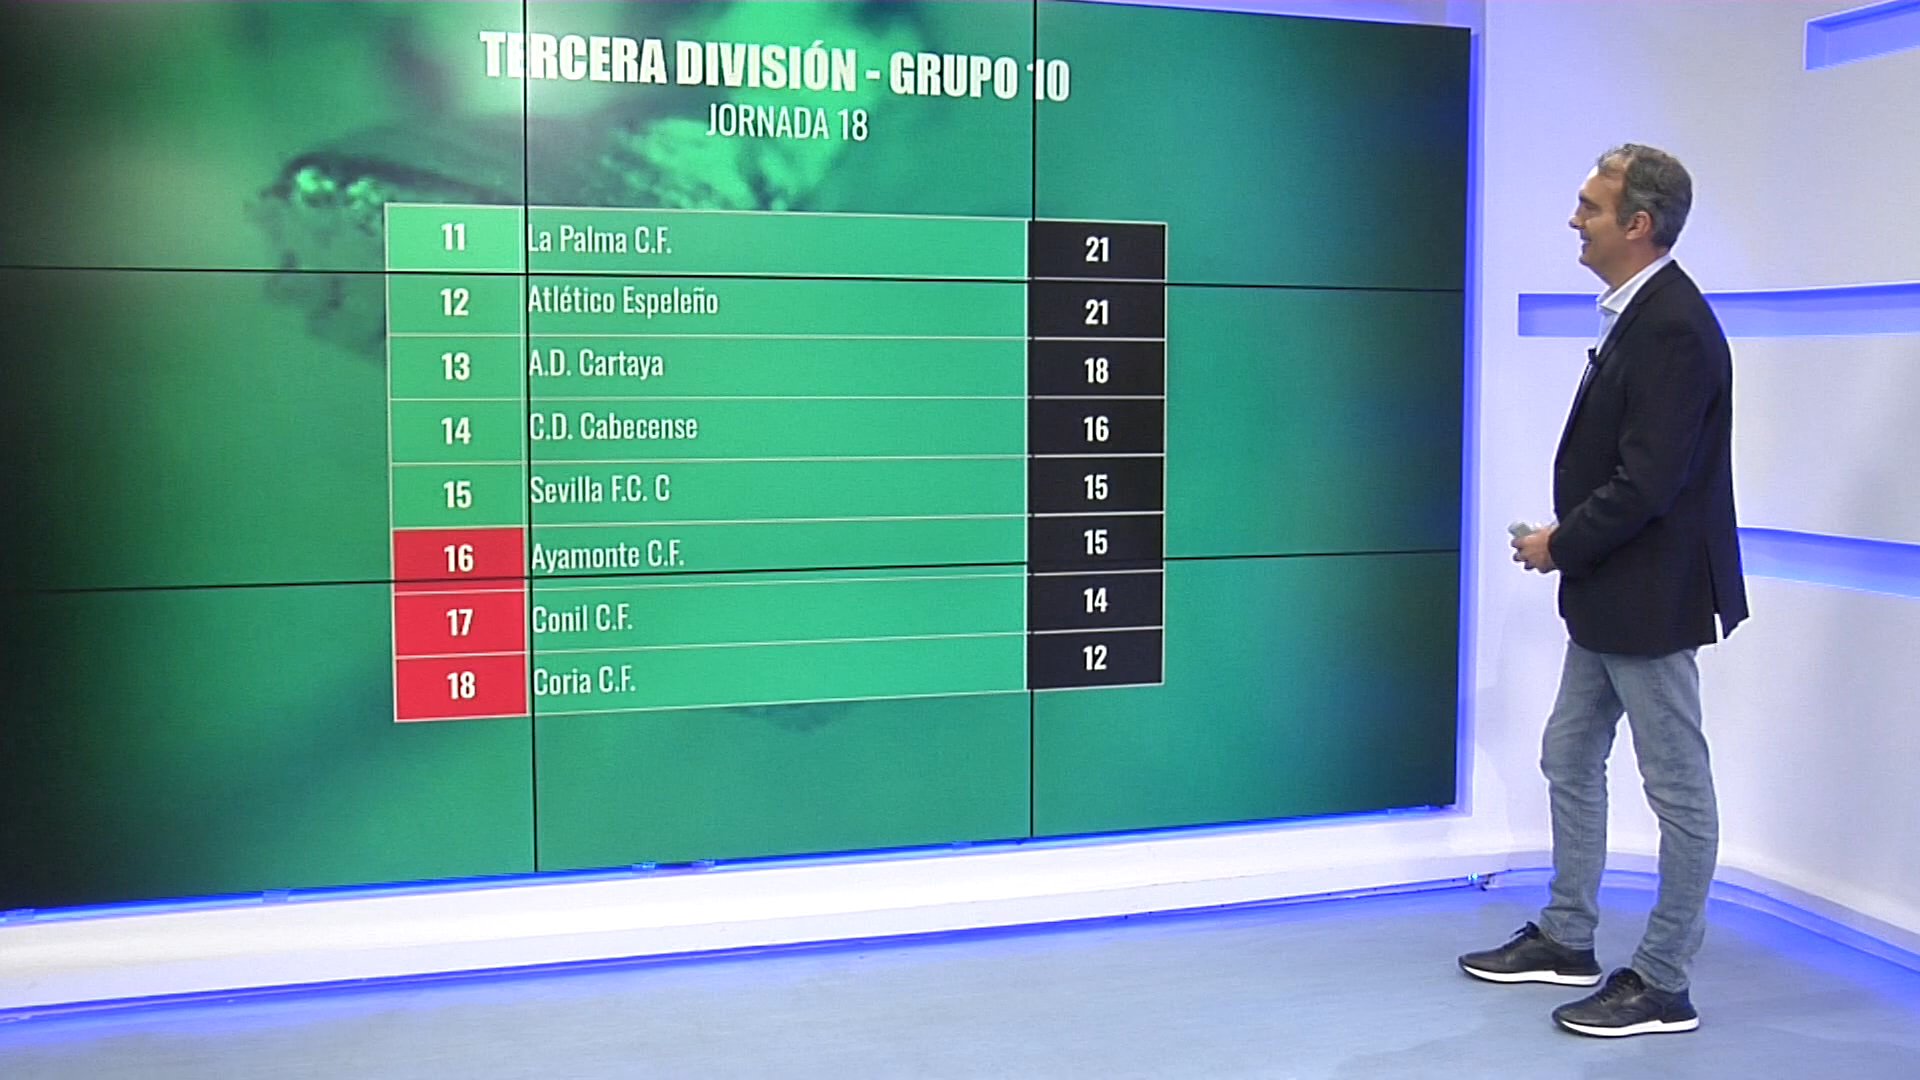 TERCERA DIVISIÓN - GRUPO 10
JORNADA 18
11 La Palma C.F. 21
12 Atlético Espeleño 21
13 A.D. Cartaya 18
14 C.D. Cabecense 16
15 Sevilla F.C. C 15
16 Ayamonte C.F. 15
17 Conil C.F. 14
18 Coria C.F. 12